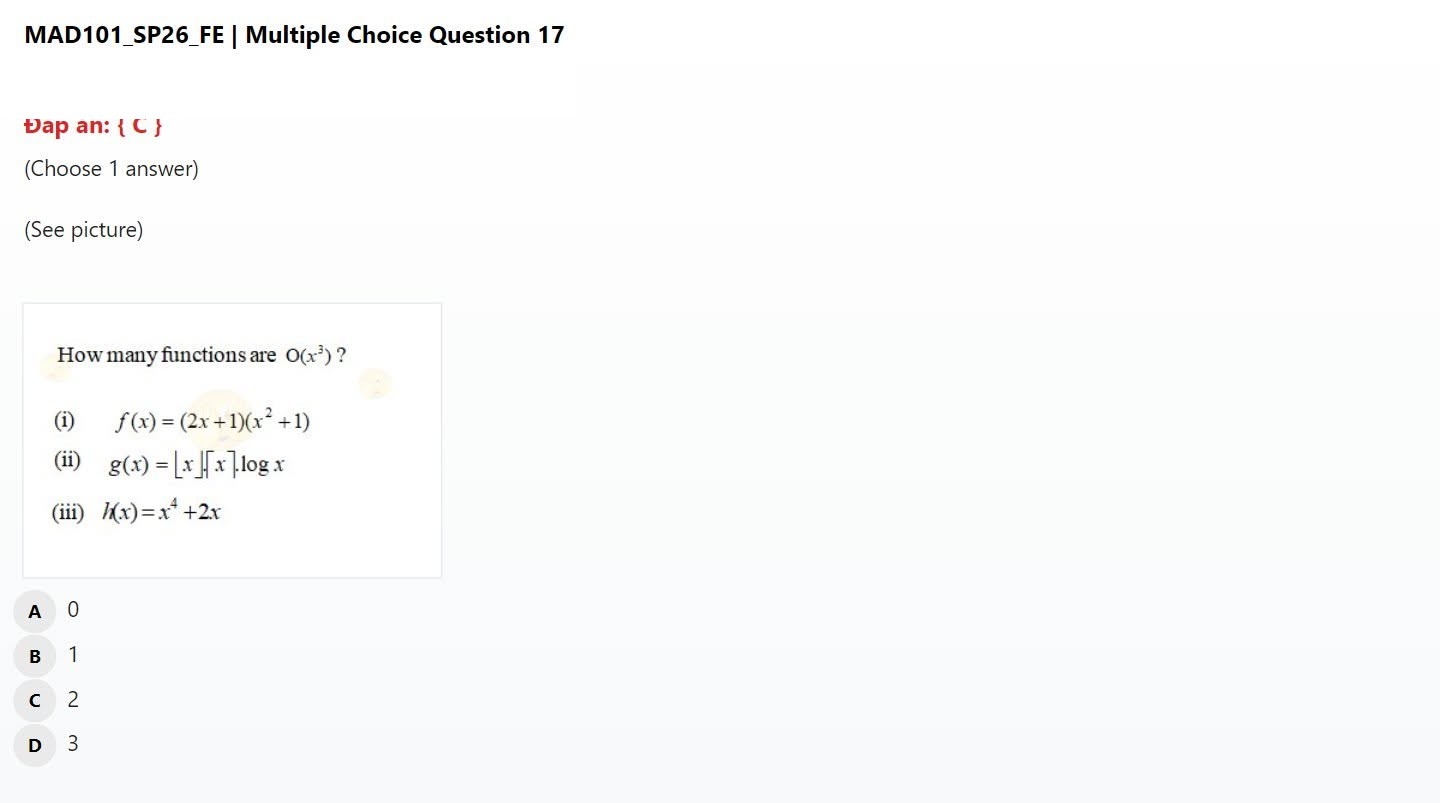 MAD101_SP26_FE | Multiple Choice Question 17
Đap an: { C }
(Choose 1 answer)
(See picture)
How many functions are O(x³) ?
(i) f(x) = (2x+1)(x² +1)
(ii) g(x) = ⌊x⌋⌈x⌉.log x
(iii) h(x)=x⁴ +2x
A 0
B 1
C 2
D 3